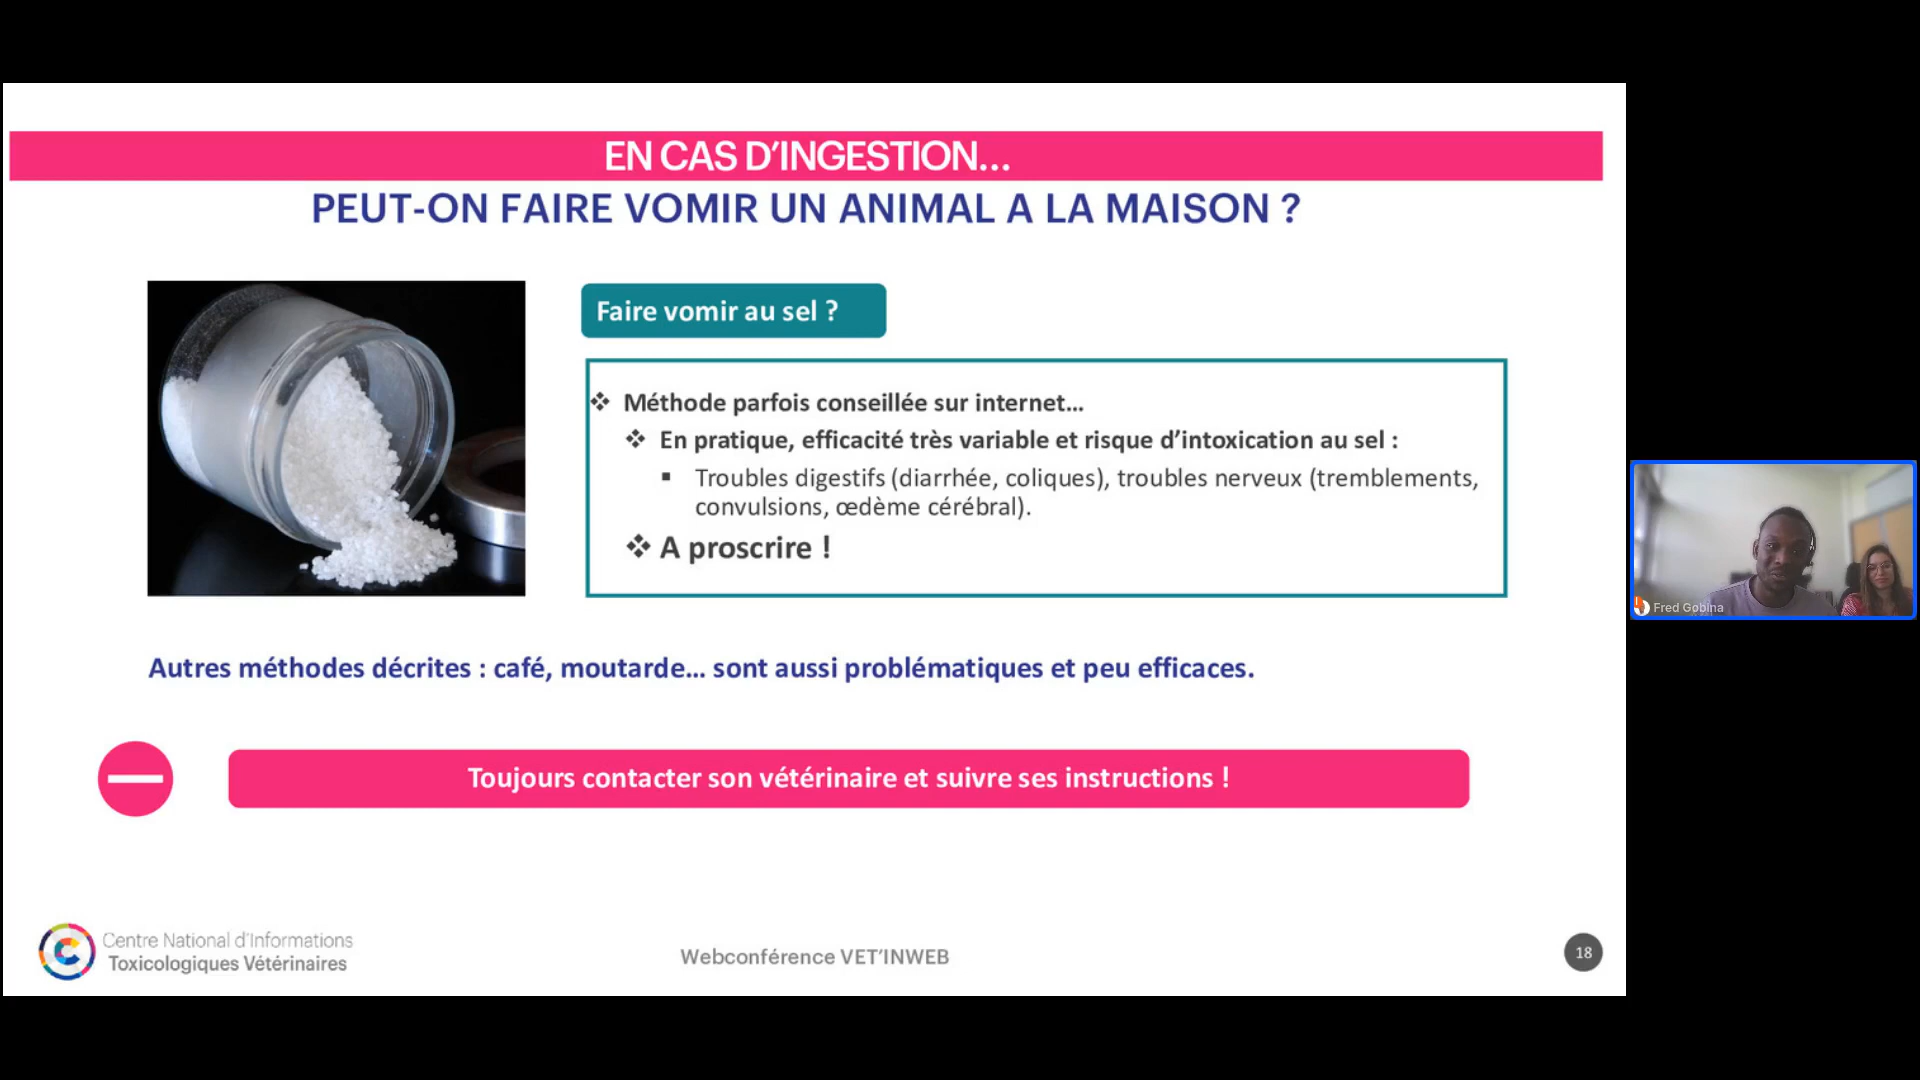 EN CAS D’INGESTION…
PEUT-ON FAIRE VOMIR UN ANIMAL A LA MAISON ?
Faire vomir au sel ?
❖ Méthode parfois conseillée sur internet…
❖ En pratique, efficacité très variable et risque d’intoxication au sel :
▪ Troubles digestifs (diarrhée, coliques), troubles nerveux (tremblements,
convulsions, œdème cérébral).
❖ A proscrire !
Autres méthodes décrites : café, moutarde… sont aussi problématiques et peu efficaces.
Toujours contacter son vétérinaire et suivre ses instructions !
Centre National d’Informations
Toxicologiques Vétérinaires
Webconférence VET’INWEB
18
Fred Gobina